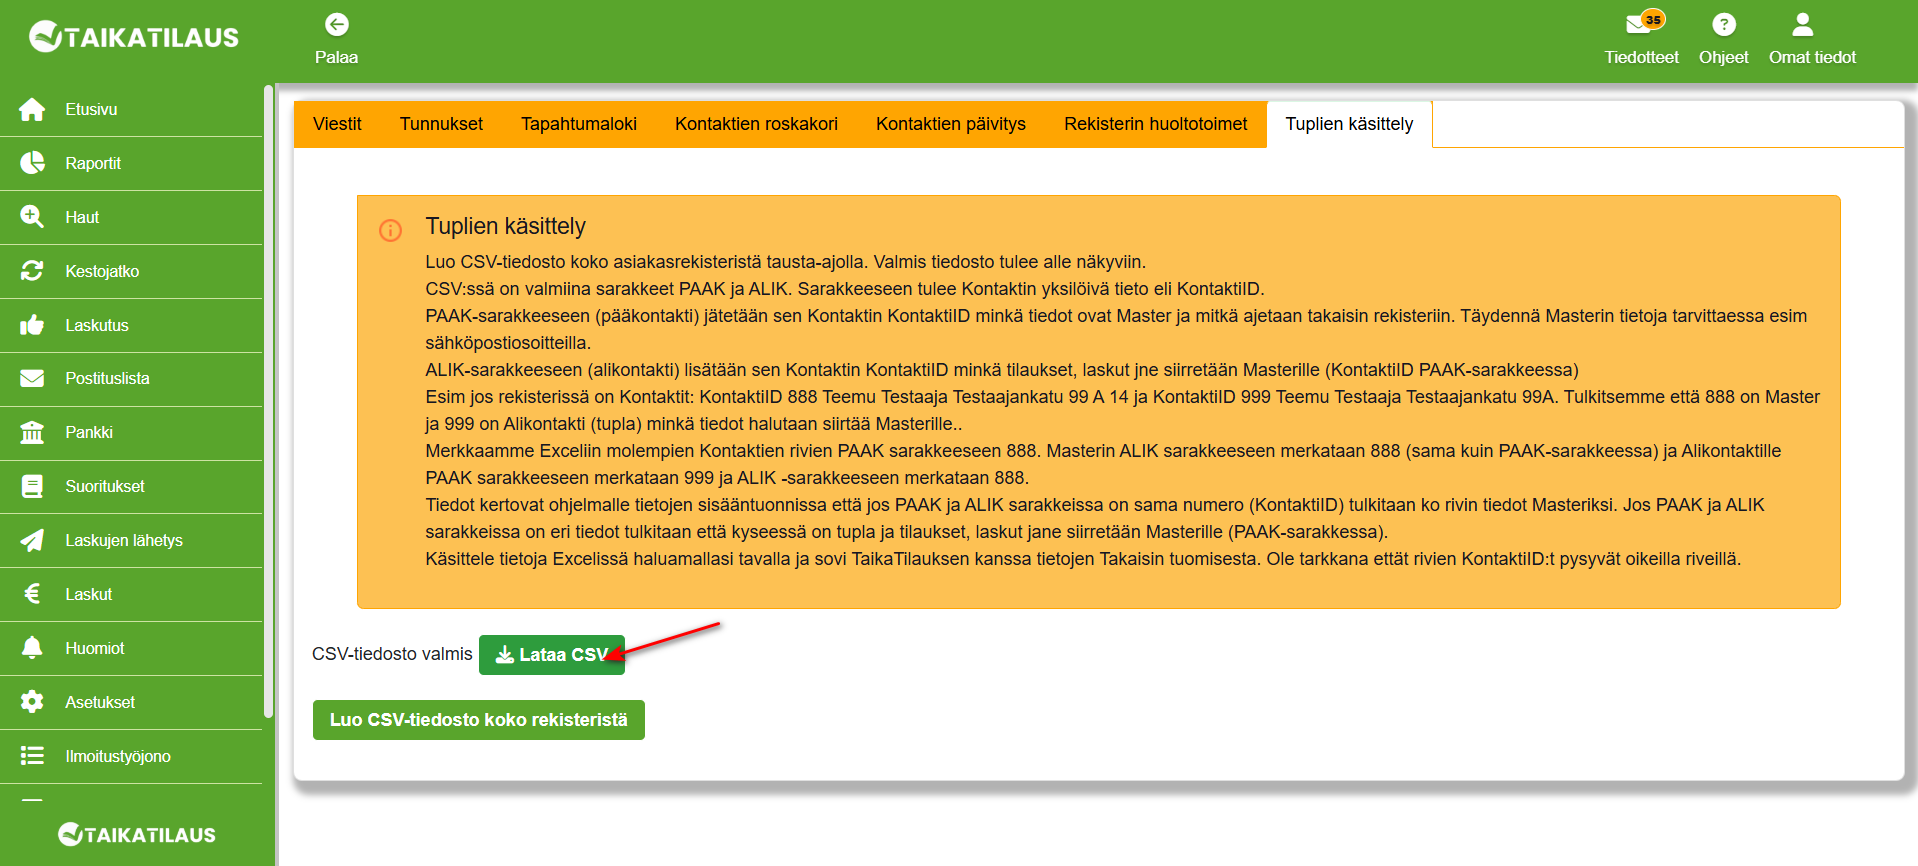 TAIKATILAUS
Palaa
35
Tiedotteet
Ohjeet
Omat tiedot
Etusivu
Raportit
Haut
Kestojatko
Laskutus
Postituslista
Pankki
Suoritukset
Laskujen lähetys
Laskut
Huomiot
Asetukset
Ilmoitustyöjono
TAIKATILAUS
Viestit
Tunnukset
Tapahtumaloki
Kontaktien roskakori
Kontaktien päivitys
Rekisterin huoltotoimet
Tuplien käsittely
Tuplien käsittely
Luo CSV-tiedosto koko asiakasrekisteristä tausta-ajolla. Valmis tiedosto tulee alle näkyviin.
CSV:ssä on valmiina sarakkeet PAAK ja ALIK. Sarakkeeseen tulee Kontaktin yksilöivä tieto eli KontaktiID.
PAAK-sarakkeeseen (pääkontakti) jätetään sen Kontaktin KontaktiID minkä tiedot ovat Master ja mitkä ajetaan takaisin rekisteriin. Täydennä Masterin tietoja tarvittaessa esim
sähköpostiosoitteilla.
ALIK-sarakkeeseen (alikontakti) lisätään sen Kontaktin KontaktiID minkä tilaukset, laskut jne siirretään Masterille (KontaktiID PAAK-sarakkeessa)
Esim jos rekisterissä on Kontaktit: KontaktiID 888 Teemu Testaaja Testaajankatu 99 A 14 ja KontaktiID 999 Teemu Testaaja Testaajankatu 99A. Tulkitsemme että 888 on Master
ja 999 on Alikontakti (tupla) minkä tiedot halutaan siirtää Masterille..
Merkkaamme Exceliin molempien Kontaktien rivien PAAK sarakkeeseen 888. Masterin ALIK sarakkeeseen merkataan 888 (sama kuin PAAK-sarakkeessa) ja Alikontaktille
PAAK sarakkeeseen merkataan 999 ja ALIK -sarakkeeseen merkataan 888.
Tiedot kertovat ohjelmalle tietojen sisääntuonnissa että jos PAAK ja ALIK sarakkeissa on sama numero (KontaktiID) tulkitaan ko rivin tiedot Masteriksi. Jos PAAK ja ALIK
sarakkeissa on eri tiedot tulkitaan että kyseessä on tupla ja tilaukset, laskut jane siirretään Masterille (PAAK-sarakkessa).
Käsittele tietoja Excelissä haluamallasi tavalla ja sovi TaikaTilauksen kanssa tietojen Takaisin tuomisesta. Ole tarkkana ettät rivien KontaktiID:t pysyvät oikeilla riveillä.
CSV-tiedosto valmis
Lataa CSV
Luo CSV-tiedosto koko rekisteristä